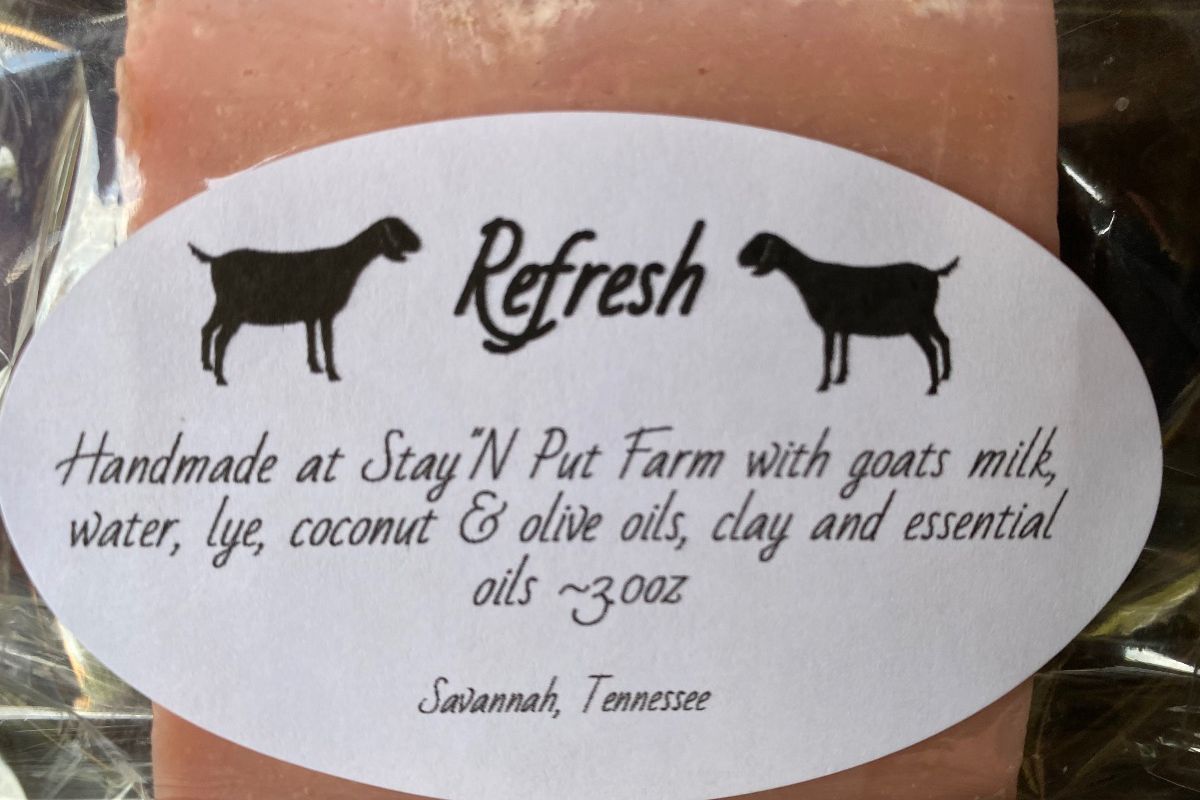 Refresh
Handmade at Stay"N Put Farm with goats milk,
water, lye, coconut & olive oils, clay and essential
oils ~3.0oz
Savannah, Tennessee